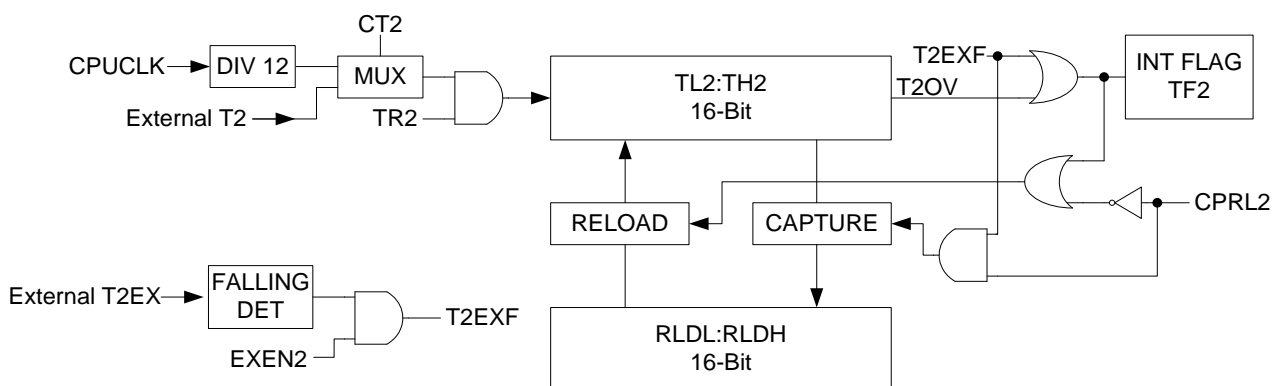 CT2
CPUCLK
DIV 12
MUX
External T2
TR2
TL2:TH2
16-Bit
T2EXF
T2OV
INT FLAG
TF2
RELOAD
CAPTURE
CPRL2
External T2EX
FALLING
DET
EXEN2
T2EXF
RLDL:RLDH
16-Bit